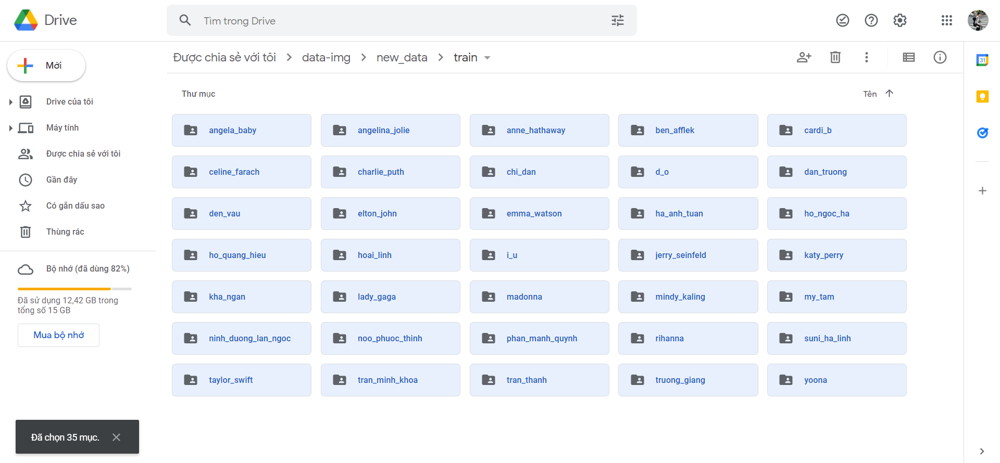 Drive
Tìm trong Drive
Mới
Drive của tôi
Máy tính
Được chia sẻ với tôi
Gần đây
Có gắn dấu sao
Thùng rác
Bộ nhớ (đã dùng 82%)
Đã sử dụng 12,42 GB trong
tổng số 15 GB
Mua bộ nhớ
Đã chọn 35 mục.
Được chia sẻ với tôi > data-img > new_data > train
Thư mục Tên
angela_baby angelina_jolie anne_hathaway ben_afflek cardi_b
celine_farach charlie_puth chi_dan d_o dan_truong
den_vau elton_john emma_watson ha_anh_tuan ho_ngoc_ha
ho_quang_hieu hoai_linh i_u jerry_seinfeld katy_perry
kha_ngan lady_gaga madonna mindy_kaling my_tam
ninh_duong_lan_ngoc noo_phuoc_thinh phan_manh_quynh rihanna suni_ha_linh
taylor_swift tran_minh_khoa tran_thanh truong_giang yoona
31